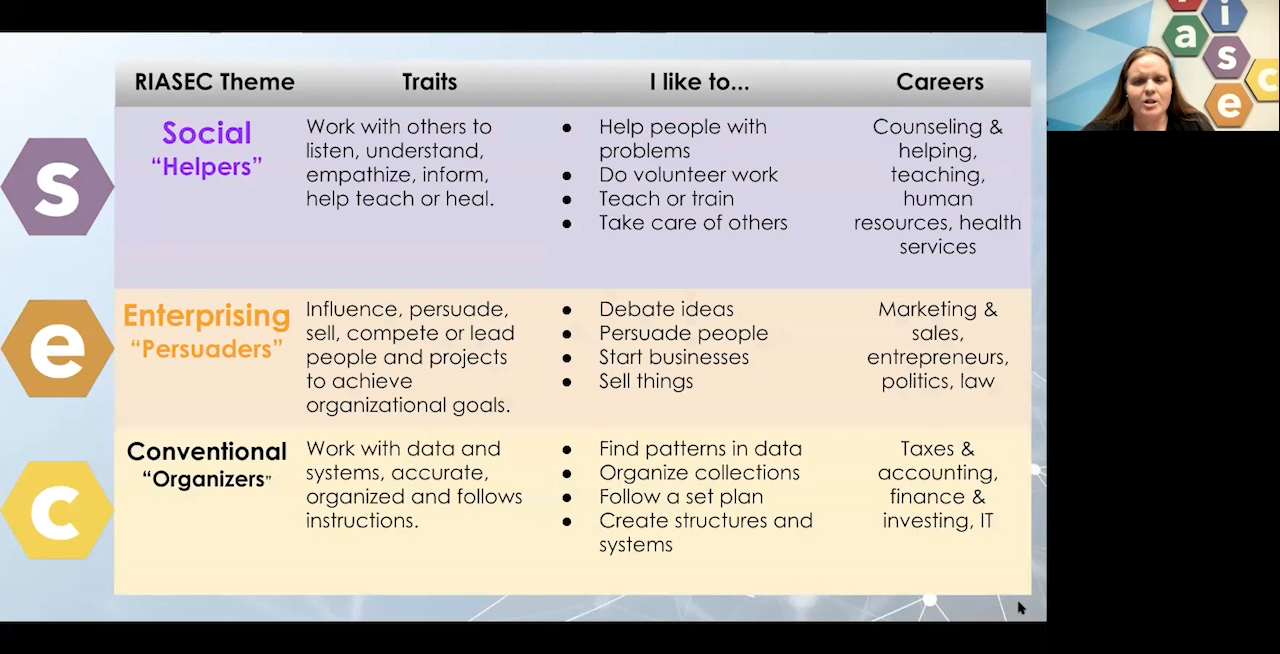 RIASEC Theme Traits I like to... Careers
s
Social
“Helpers”
Work with others to
listen, understand,
empathize, inform,
help teach or heal.
● Help people with
problems
● Do volunteer work
● Teach or train
● Take care of others
Counseling &
helping,
teaching,
human
resources, health
services
e
Enterprising
“Persuaders”
Influence, persuade,
sell, compete or lead
people and projects
to achieve
organizational goals.
● Debate ideas
● Persuade people
● Start businesses
● Sell things
Marketing &
sales,
entrepreneurs,
politics, law
c
Conventional
“Organizers”
Work with data and
systems, accurate,
organized and follows
instructions.
● Find patterns in data
● Organize collections
● Follow a set plan
● Create structures and
systems
Taxes &
accounting,
finance &
investing, IT
r
i
a
s
c
e